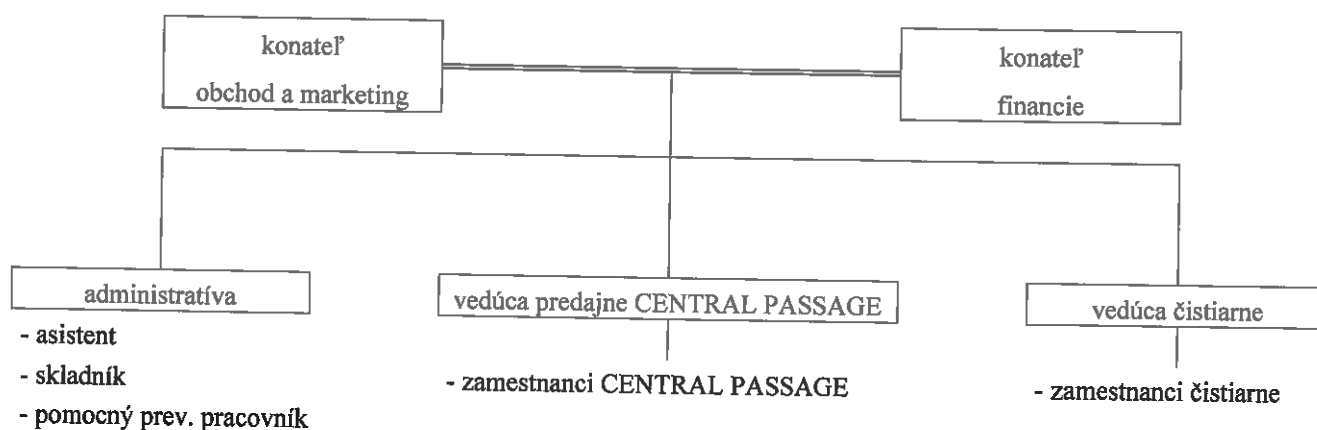 konateľ
obchod a marketing
konateľ
financie
administratíva
- asistent
- skladník
- pomocný prev. pracovník
vedúca predajne CENTRAL PASSAGE
- zamestnanci CENTRAL PASSAGE
vedúca čistiarne
- zamestnanci čistiarne